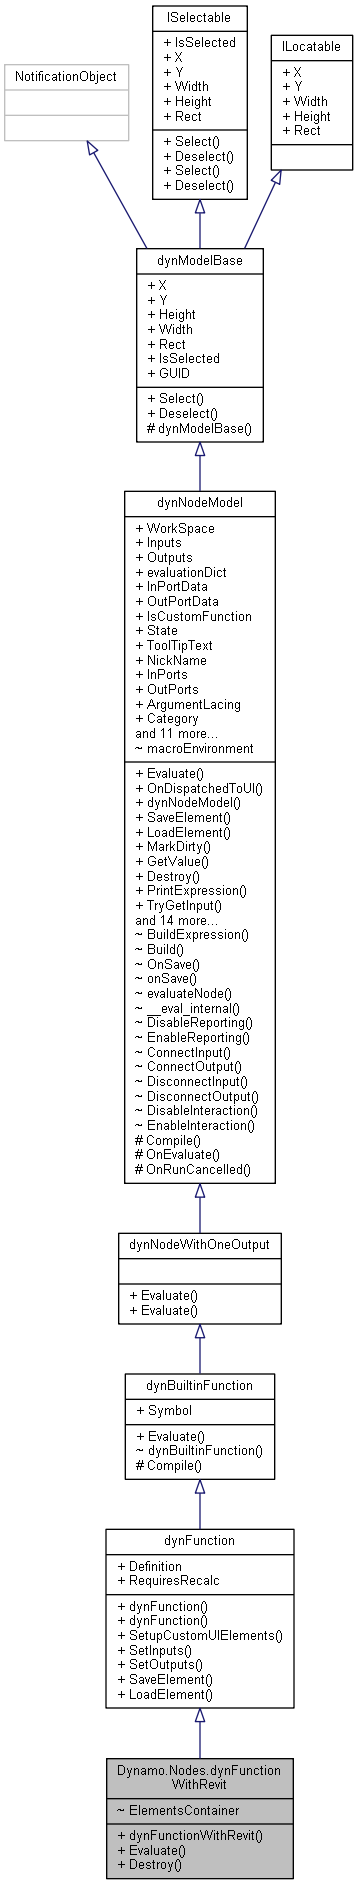 ISelectable
+ IsSelected
+ X
+ Y
+ Width
+ Height
+ Rect
+ Select()
+ Deselect()
+ Select()
+ Deselect()
ILocatable
+ X
+ Y
+ Width
+ Height
+ Rect
NotificationObject
dynModelBase
+ X
+ Y
+ Height
+ Width
+ Rect
+ IsSelected
+ GUID
+ Select()
+ Deselect()
# dynModelBase()
dynNodeModel
+ WorkSpace
+ Inputs
+ Outputs
+ evaluationDict
+ InPortData
+ OutPortData
+ IsCustomFunction
+ State
+ ToolTipText
+ NickName
+ InPorts
+ OutPorts
+ ArgumentLacing
+ Category
and 11 more...
~ macroEnvironment
+ Evaluate()
+ OnDispatchedToUI()
+ dynNodeModel()
+ SaveElement()
+ LoadElement()
+ MarkDirty()
+ GetValue()
+ Destroy()
+ PrintExpression()
+ TryGetInput()
and 14 more...
~ BuildExpression()
~ Build()
~ OnSave()
~ onSave()
~ evaluateNode()
~ __eval_internal()
~ DisableReporting()
~ EnableReporting()
~ ConnectInput()
~ ConnectOutput()
~ DisconnectInput()
~ DisconnectOutput()
~ DisableInteraction()
~ EnableInteraction()
# Compile()
# OnEvaluate()
# OnRunCancelled()
dynNodeWithOneOutput
+ Evaluate()
+ Evaluate()
dynBuiltinFunction
+ Symbol
+ Evaluate()
~ dynBuiltinFunction()
# Compile()
dynFunction
+ Definition
+ RequiresRecalc
+ dynFunction()
+ dynFunction()
+ SetupCustomUIElements()
+ SetInputs()
+ SetOutputs()
+ SaveElement()
+ LoadElement()
Dynamo.Nodes.dynFunction
WithRevit
~ ElementsContainer
+ dynFunctionWithRevit()
+ Evaluate()
+ Destroy()